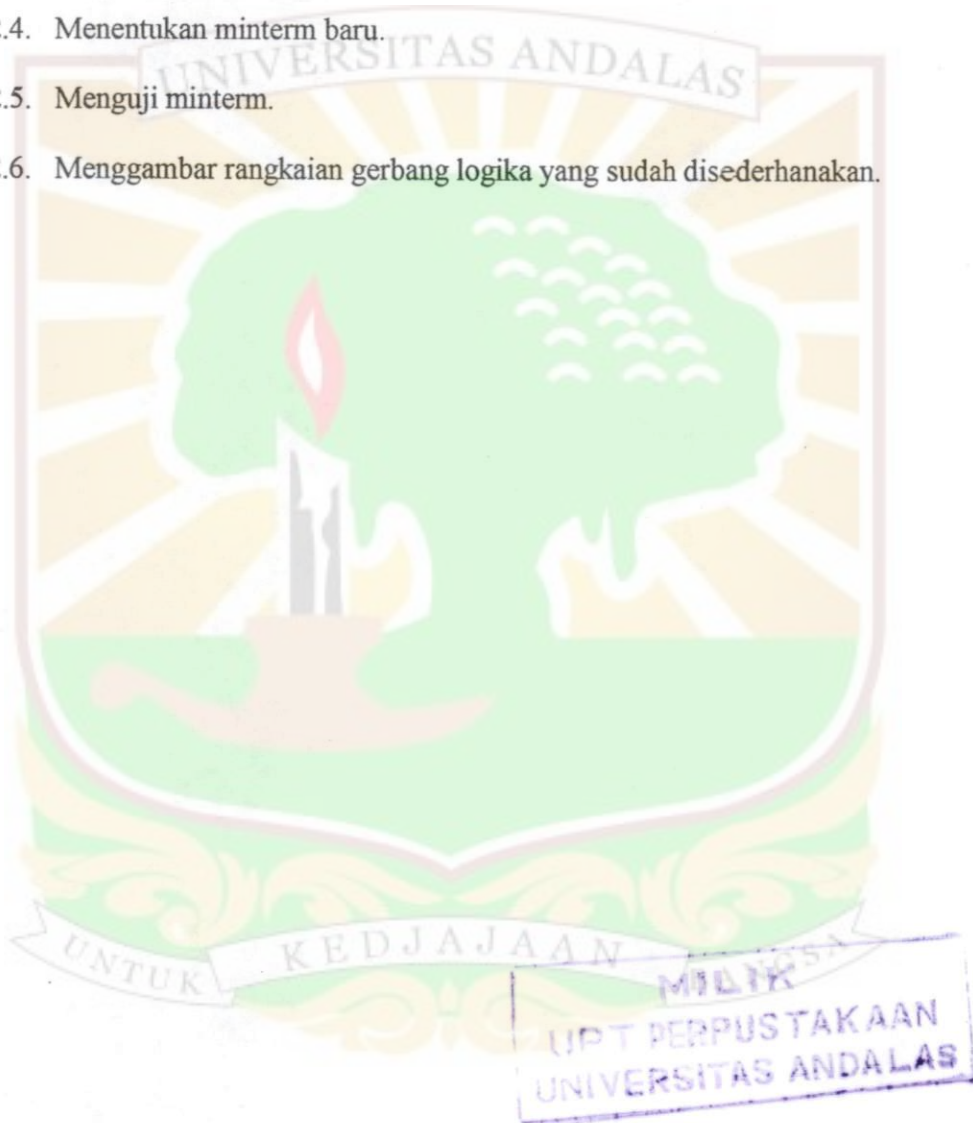 .4. Menentukan minterm baru.
UNIVERSITAS ANDALAS
.5. Menguji minterm.
.6. Menggambar rangkaian gerbang logika yang sudah disederhanakan.
UNTUK KEDJAJAAN BANGSA
MILIK
UPT PERPUSTAKAAN
UNIVERSITAS ANDALAS